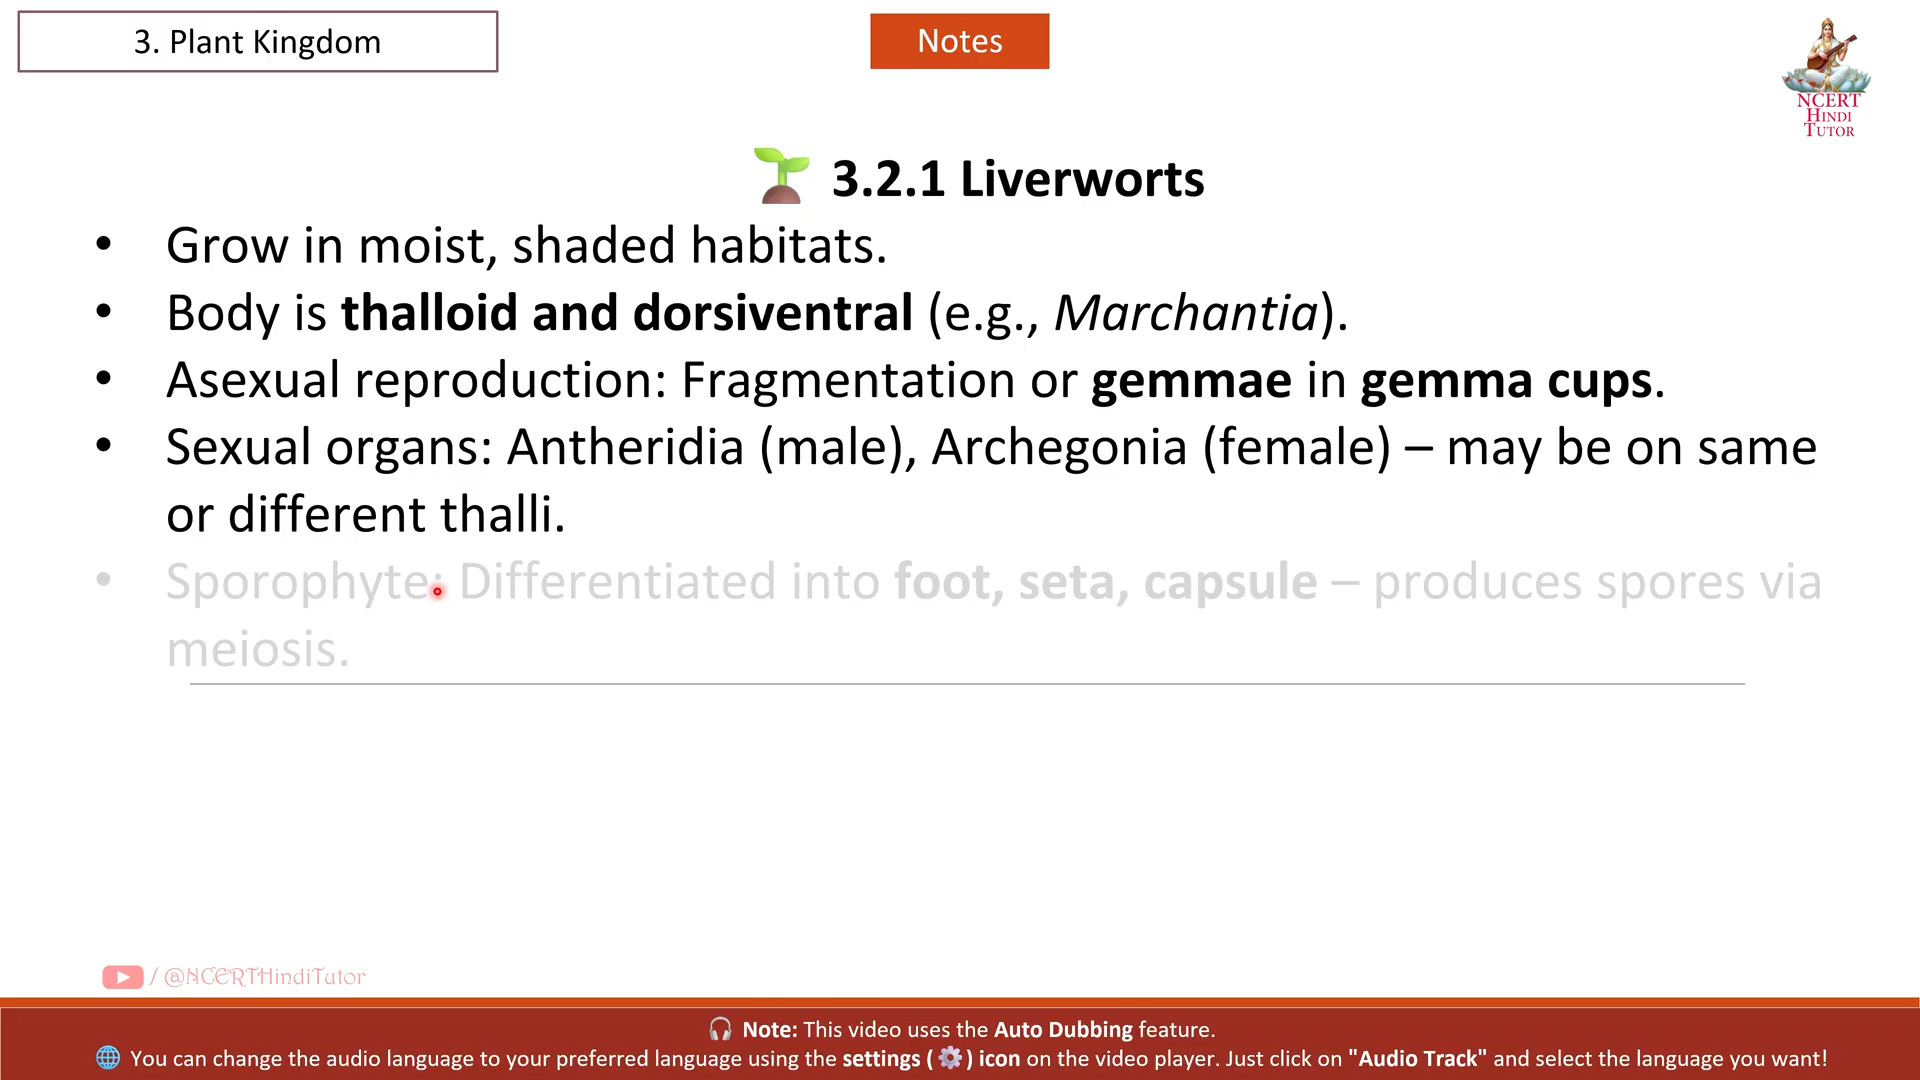 3. Plant Kingdom
Notes
NCERT
HINDI
TUTOR
3.2.1 Liverworts
• Grow in moist, shaded habitats.
• Body is thalloid and dorsiventral (e.g., Marchantia).
• Asexual reproduction: Fragmentation or gemmae in gemma cups.
• Sexual organs: Antheridia (male), Archegonia (female) – may be on same
or different thalli.
• Sporophyte: Differentiated into foot, seta, capsule – produces spores via
meiosis.
/ @NCERTHindiTutor
Note: This video uses the Auto Dubbing feature.
You can change the audio language to your preferred language using the settings (⚙️) icon on the video player. Just click on "Audio Track" and select the language you want!